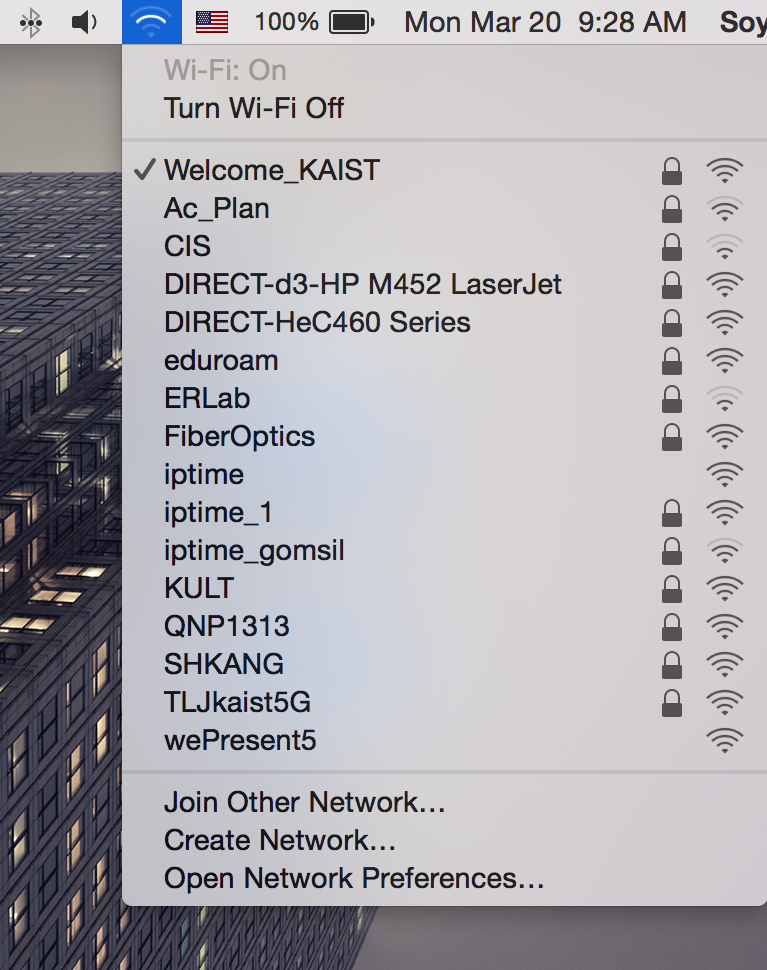 100% Mon Mar 20 9:28 AM Soy
Wi-Fi: On
Turn Wi-Fi Off
Welcome_KAIST
Ac_Plan
CIS
DIRECT-d3-HP M452 LaserJet
DIRECT-HeC460 Series
eduroam
ERLab
FiberOptics
iptime
iptime_1
iptime_gomsil
KULT
QNP1313
SHKANG
TLJkaist5G
wePresent5
Join Other Network…
Create Network…
Open Network Preferences…